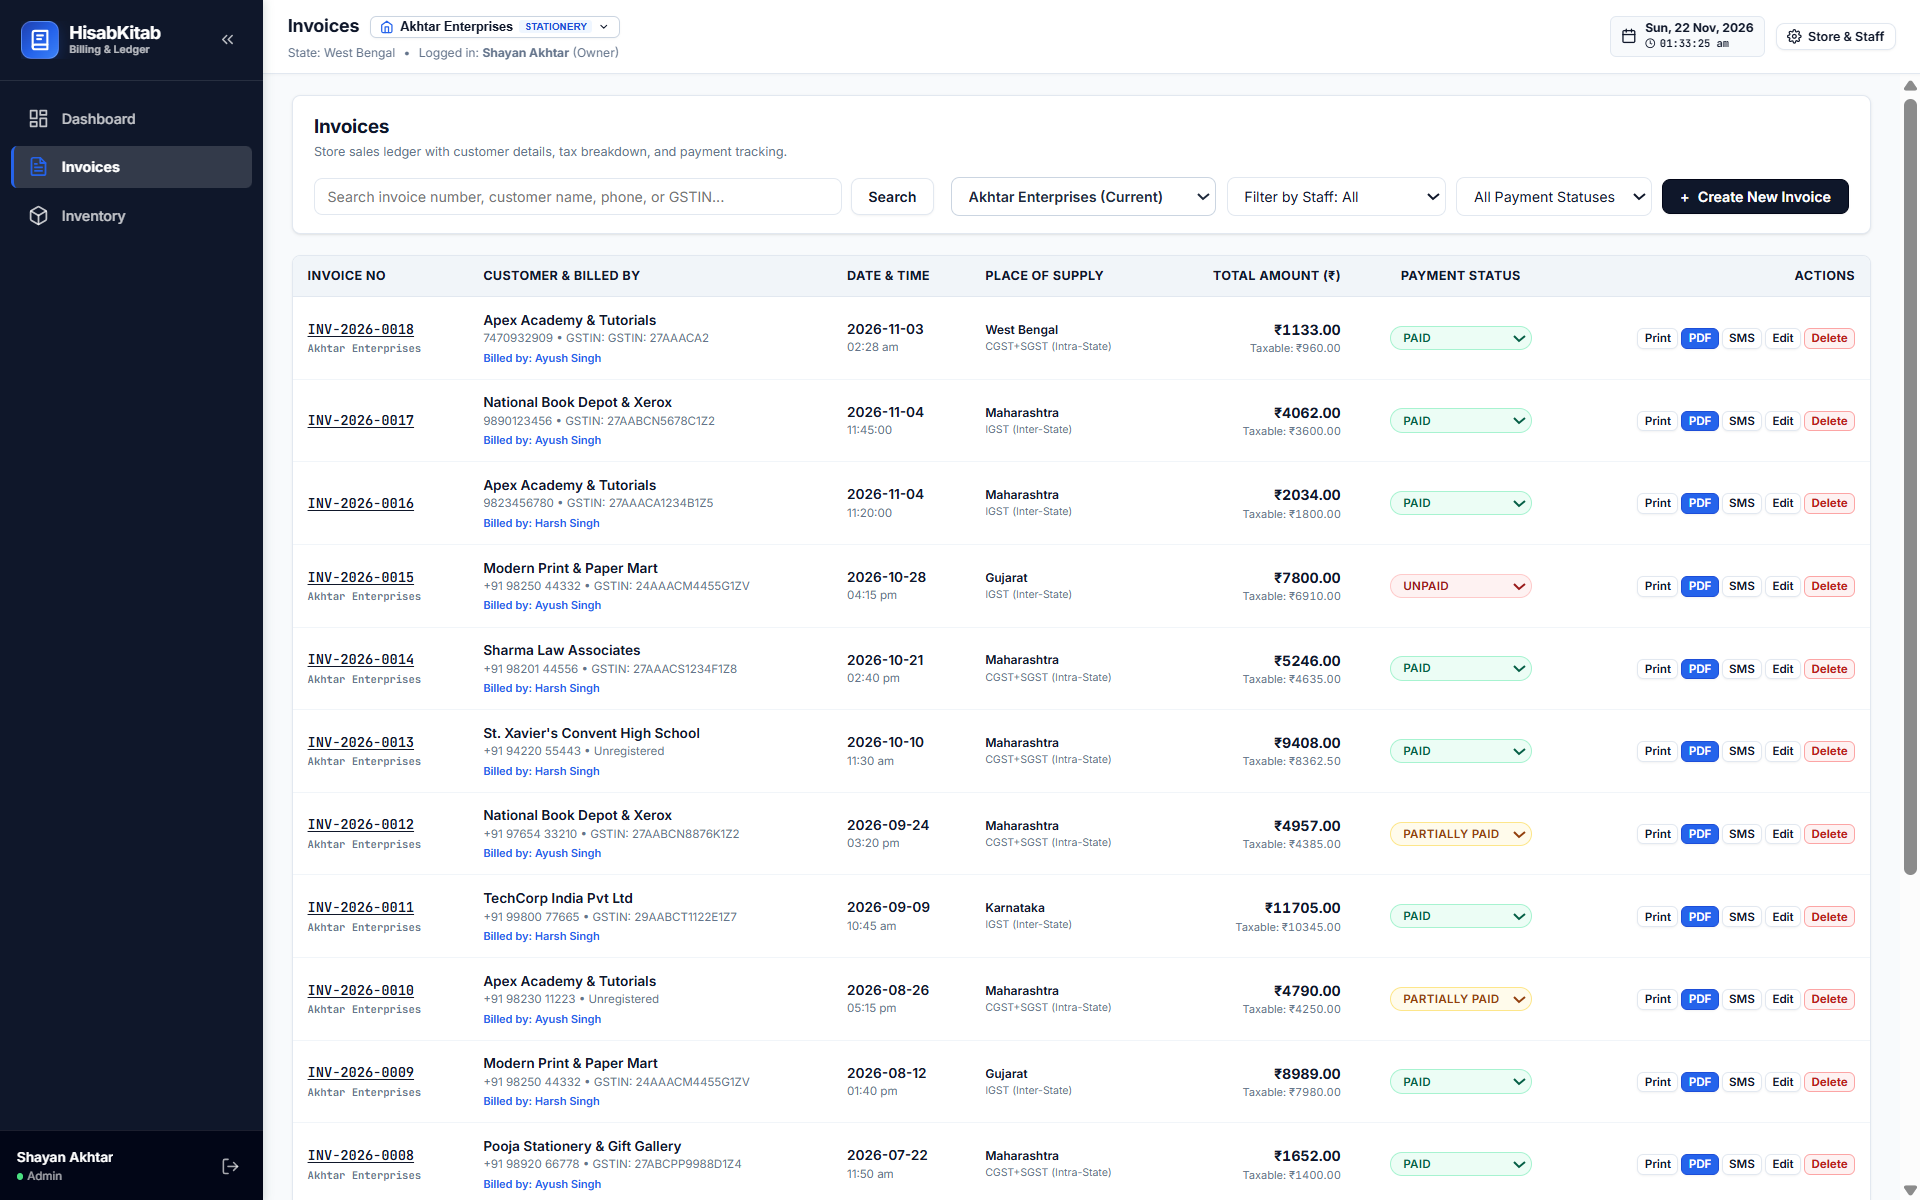 HisabKitab
Billing & Ledger
Dashboard
Invoices
Inventory
Shayan Akhtar
Admin
Invoices
Akhtar Enterprises STATIONERY
State: West Bengal • Logged in: Shayan Akhtar (Owner)
Sun, 22 Nov, 2026
01:33:25 am
Store & Staff
Invoices
Store sales ledger with customer details, tax breakdown, and payment tracking.
Search invoice number, customer name, phone, or GSTIN...
Search
Akhtar Enterprises (Current)
Filter by Staff: All
All Payment Statuses
+ Create New Invoice
INVOICE NO CUSTOMER & BILLED BY DATE & TIME PLACE OF SUPPLY TOTAL AMOUNT (₹) PAYMENT STATUS ACTIONS
INV-2026-0018
Akhtar Enterprises
Apex Academy & Tutorials
7470932909 • GSTIN: GSTIN: 27AAACA2
Billed by: Ayush Singh
2026-11-03
02:28 am
West Bengal
CGST+SGST (Intra-State)
₹1133.00
Taxable: ₹960.00
PAID
Print PDF SMS Edit Delete
INV-2026-0017
National Book Depot & Xerox
9890123456 • GSTIN: 27AABCN5678C1Z2
Billed by: Ayush Singh
2026-11-04
11:45:00
Maharashtra
IGST (Inter-State)
₹4062.00
Taxable: ₹3600.00
PAID
Print PDF SMS Edit Delete
INV-2026-0016
Apex Academy & Tutorials
9823456780 • GSTIN: 27AAACA1234B1Z5
Billed by: Harsh Singh
2026-11-04
11:20:00
Maharashtra
IGST (Inter-State)
₹2034.00
Taxable: ₹1800.00
PAID
Print PDF SMS Edit Delete
INV-2026-0015
Akhtar Enterprises
Modern Print & Paper Mart
+91 98250 44332 • GSTIN: 24AAACM4455G1ZV
Billed by: Ayush Singh
2026-10-28
04:15 pm
Gujarat
IGST (Inter-State)
₹7800.00
Taxable: ₹6910.00
UNPAID
Print PDF SMS Edit Delete
INV-2026-0014
Akhtar Enterprises
Sharma Law Associates
+91 98201 44556 • GSTIN: 27AAACS1234F1Z8
Billed by: Harsh Singh
2026-10-21
02:40 pm
Maharashtra
CGST+SGST (Intra-State)
₹5246.00
Taxable: ₹4635.00
PAID
Print PDF SMS Edit Delete
INV-2026-0013
Akhtar Enterprises
St. Xavier's Convent High School
+91 94220 55443 • Unregistered
Billed by: Harsh Singh
2026-10-10
11:30 am
Maharashtra
CGST+SGST (Intra-State)
₹9408.00
Taxable: ₹8362.50
PAID
Print PDF SMS Edit Delete
INV-2026-0012
Akhtar Enterprises
National Book Depot & Xerox
+91 97654 33210 • GSTIN: 27AABCN8876K1Z2
Billed by: Ayush Singh
2026-09-24
03:20 pm
Maharashtra
CGST+SGST (Intra-State)
₹4957.00
Taxable: ₹4385.00
PARTIALLY PAID
Print PDF SMS Edit Delete
INV-2026-0011
Akhtar Enterprises
TechCorp India Pvt Ltd
+91 99800 77665 • GSTIN: 29AABCT1122E1Z7
Billed by: Harsh Singh
2026-09-09
10:45 am
Karnataka
IGST (Inter-State)
₹11705.00
Taxable: ₹10345.00
PAID
Print PDF SMS Edit Delete
INV-2026-0010
Akhtar Enterprises
Apex Academy & Tutorials
+91 98230 11223 • Unregistered
Billed by: Ayush Singh
2026-08-26
05:15 pm
Maharashtra
CGST+SGST (Intra-State)
₹4790.00
Taxable: ₹4250.00
PARTIALLY PAID
Print PDF SMS Edit Delete
INV-2026-0009
Akhtar Enterprises
Modern Print & Paper Mart
+91 98250 44332 • GSTIN: 24AAACM4455G1ZV
Billed by: Harsh Singh
2026-08-12
01:40 pm
Gujarat
IGST (Inter-State)
₹8989.00
Taxable: ₹7980.00
PAID
Print PDF SMS Edit Delete
INV-2026-0008
Akhtar Enterprises
Pooja Stationery & Gift Gallery
+91 98920 66778 • GSTIN: 27ABCPP9988D1Z4
Billed by: Ayush Singh
2026-07-22
11:50 am
Maharashtra
CGST+SGST (Intra-State)
₹1652.00
Taxable: ₹1400.00
PAID
Print PDF SMS Edit Delete